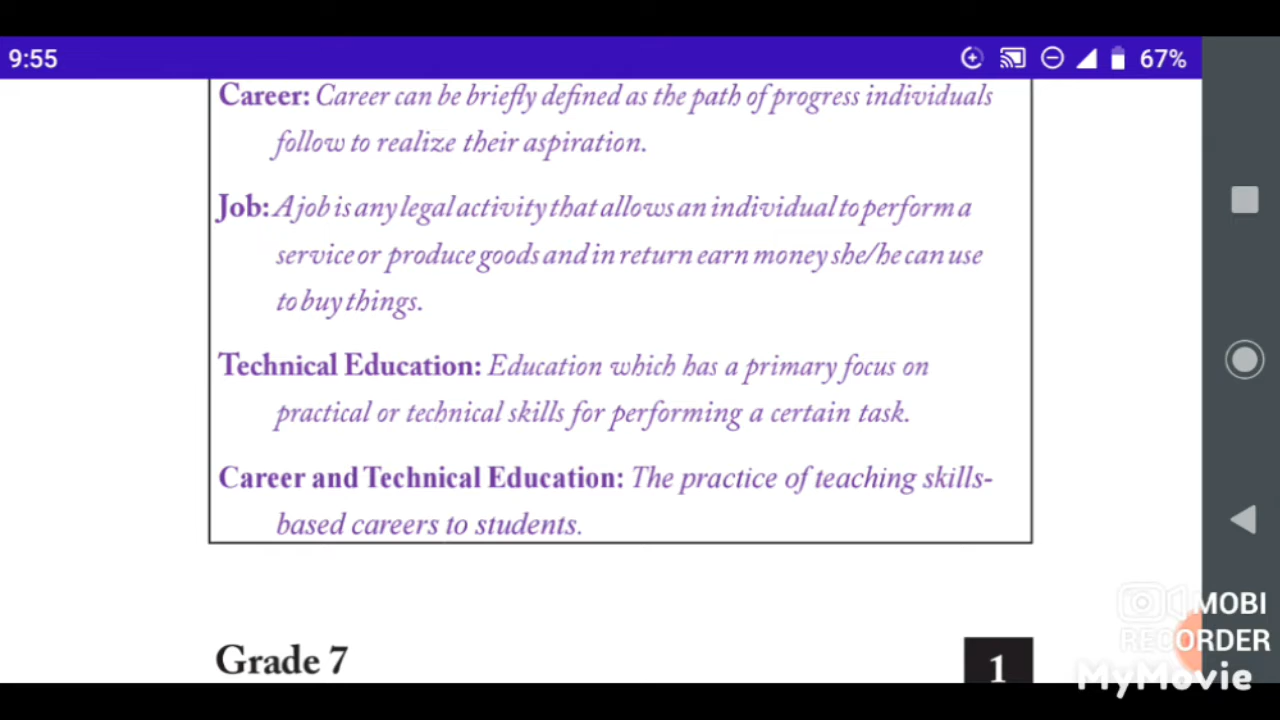 9:55
67%
Career: Career can be briefly defined as the path of progress individuals
follow to realize their aspiration.
Job: A job is any legal activity that allows an individual to perform a
service or produce goods and in return earn money she/he can use
to buy things.
Technical Education: Education which has a primary focus on
practical or technical skills for performing a certain task.
Career and Technical Education: The practice of teaching skills-
based careers to students.
MOBI
RECORDER
Grade 7
1
MyMovie